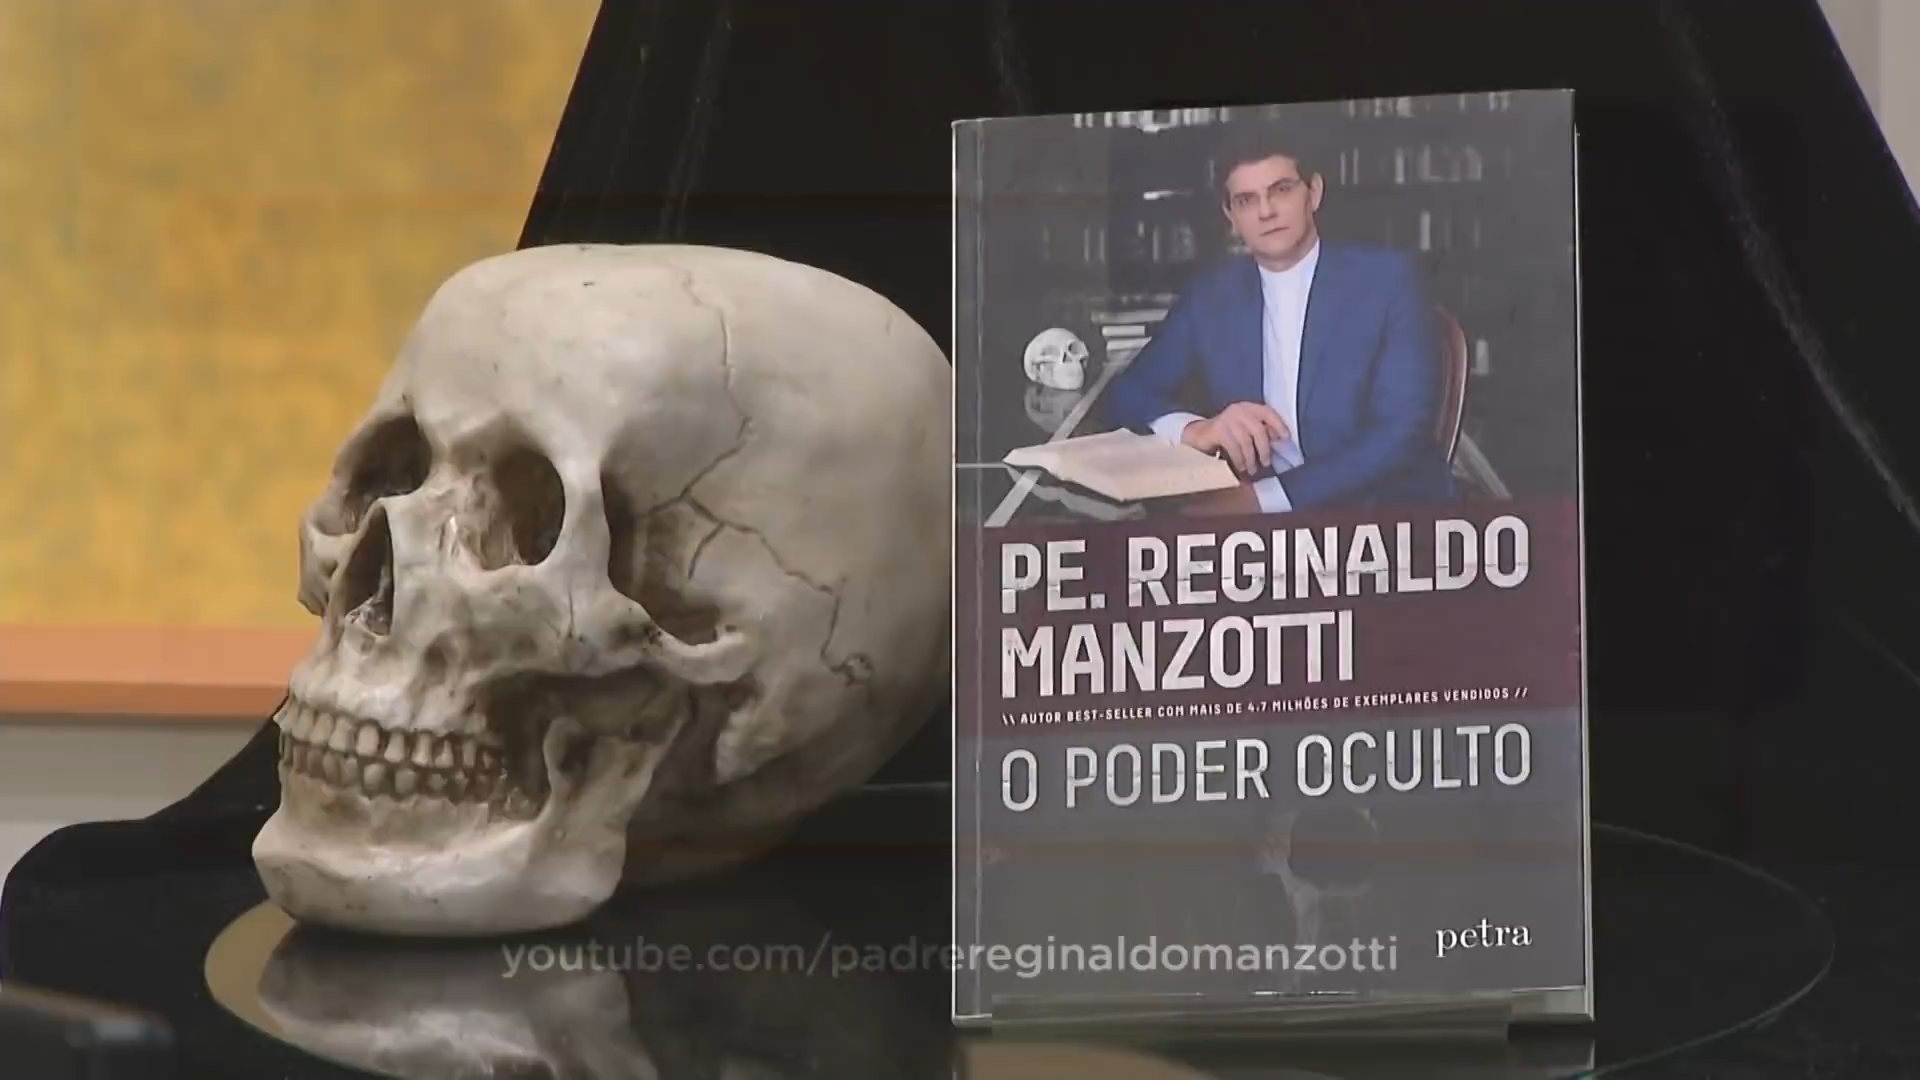 PE. REGINALDO
MANZOTTI
\\ AUTOR BEST-SELLER COM MAIS DE 4.7 MILHÕES DE EXEMPLARES VENDIDOS //
O PODER OCULTO
petra
youtube.com/padrereginaldomanzotti